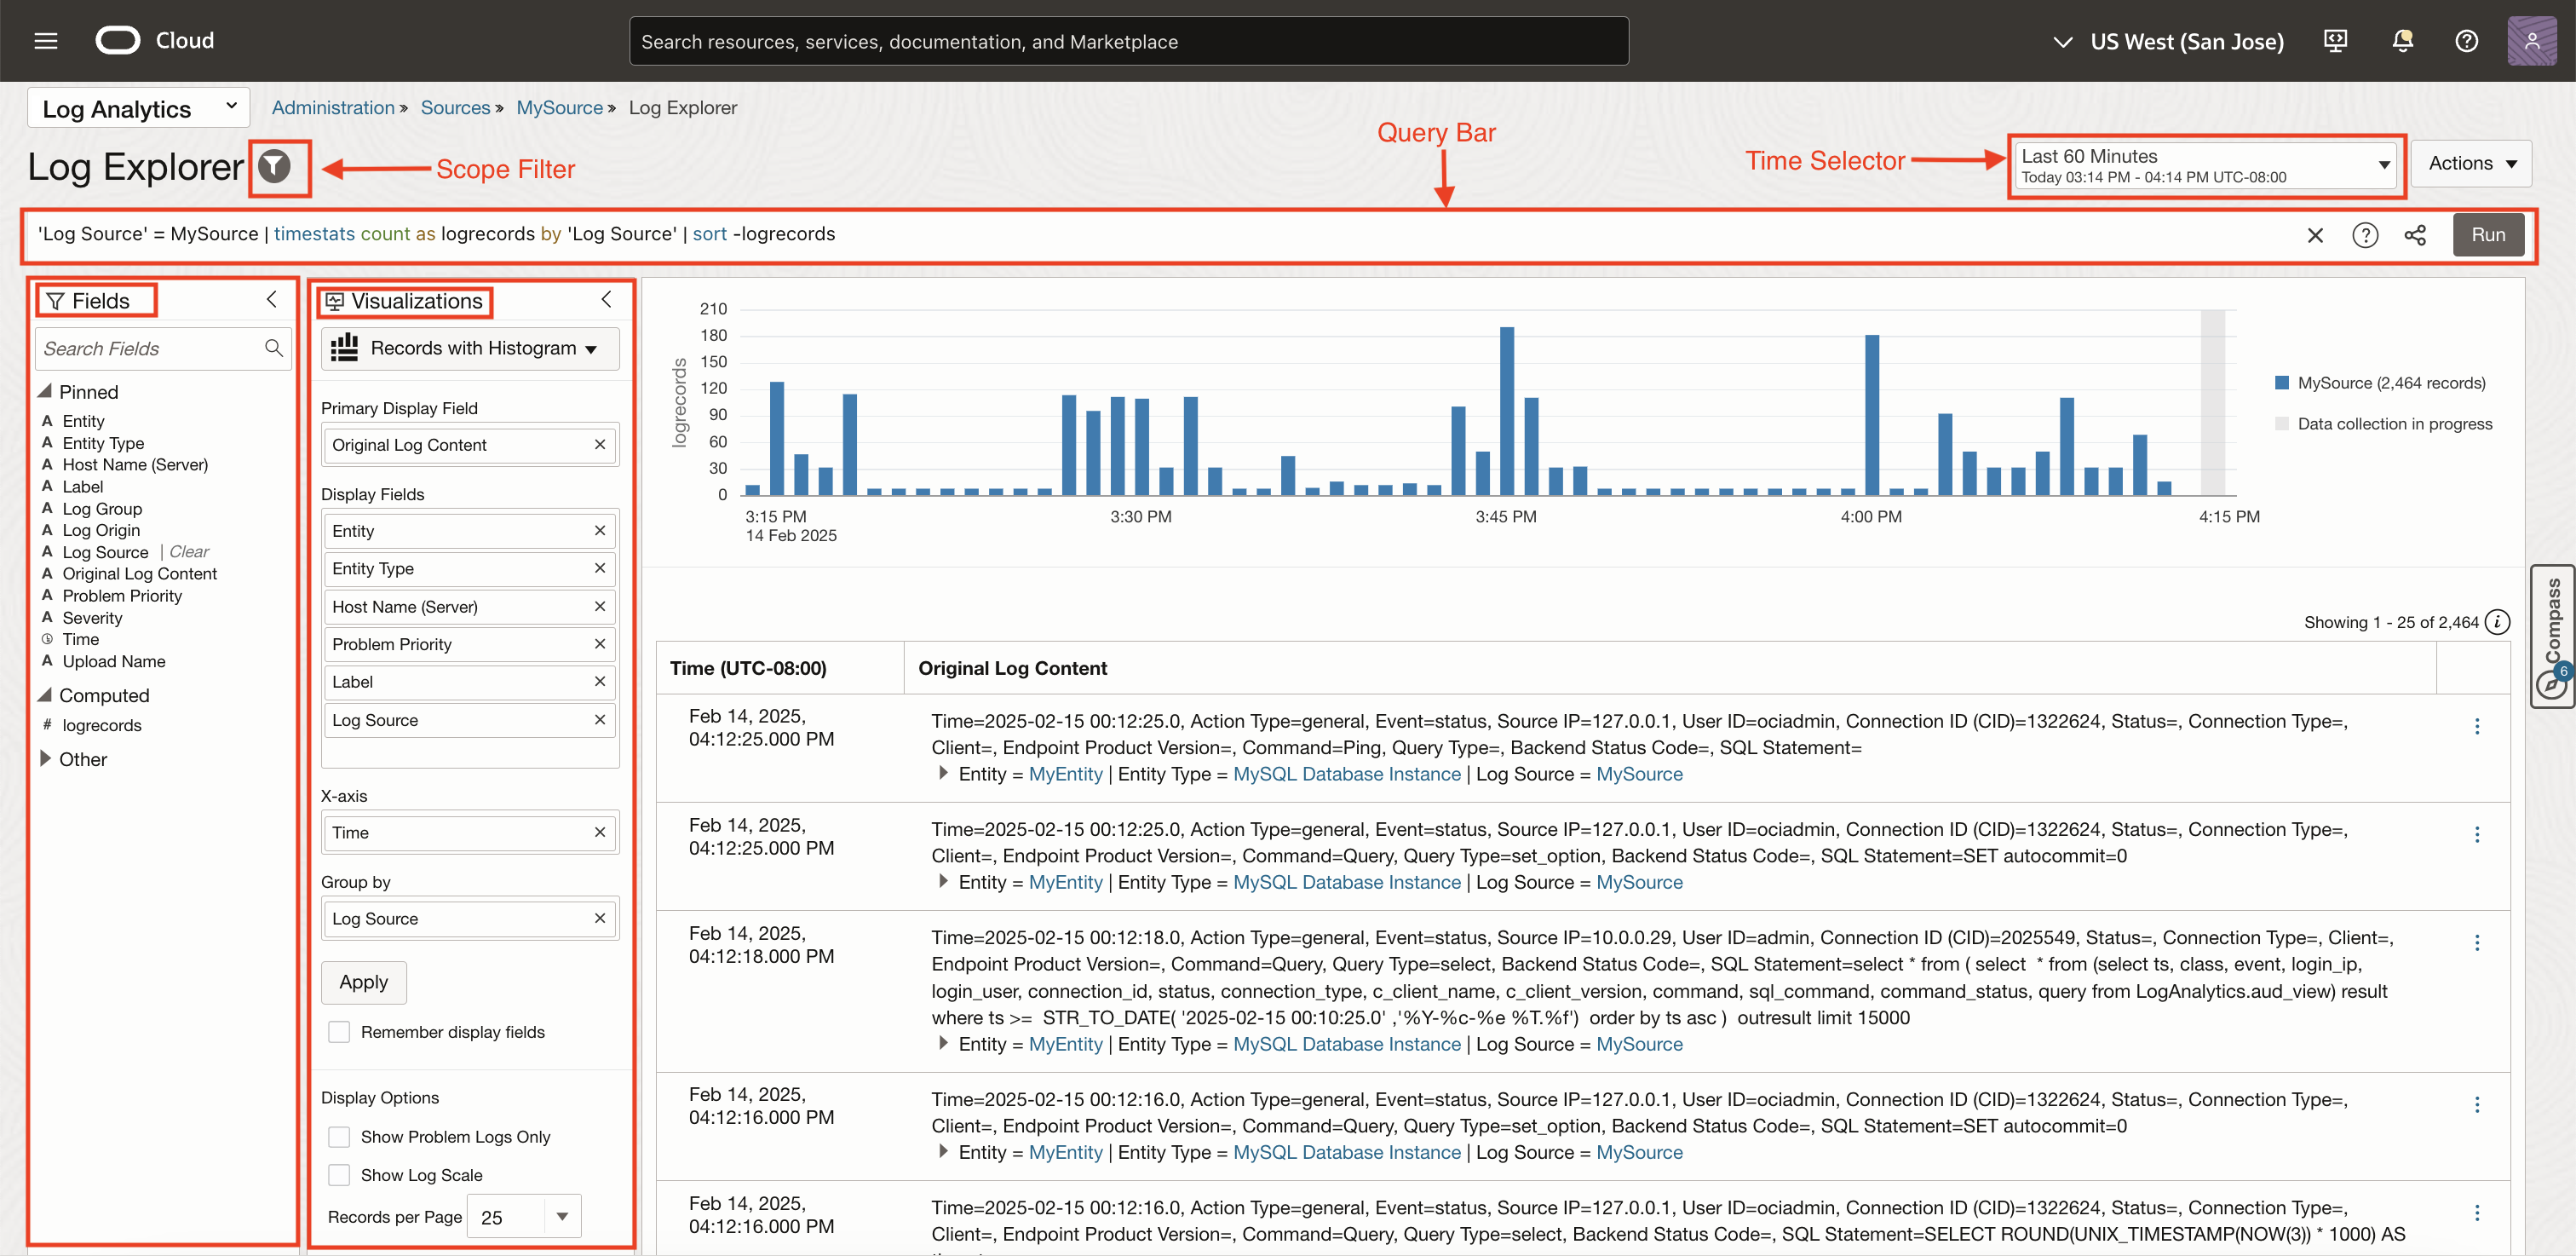 Cloud
Search resources, services, documentation, and Marketplace
US West (San Jose)
Log Analytics
Administration » Sources » MySource » Log Explorer
Log Explorer
Scope Filter
Query Bar
Time Selector
Last 60 Minutes
Today 03:14 PM - 04:14 PM UTC-08:00
Actions
'Log Source' = MySource | timestats count as logrecords by 'Log Source' | sort -logrecords
Run
Fields
Search Fields
Pinned
A Entity
A Entity Type
A Host Name (Server)
A Label
A Log Group
A Log Origin
A Log Source | Clear
A Original Log Content
A Problem Priority
A Severity
Time
A Upload Name
Computed
# logrecords
Other
Visualizations
Records with Histogram
Primary Display Field
Original Log Content
Display Fields
Entity
Entity Type
Host Name (Server)
Problem Priority
Label
Log Source
X-axis
Time
Group by
Log Source
Apply
Remember display fields
Display Options
Show Problem Logs Only
Show Log Scale
Records per Page 25
logrecords
210
180
150
120
90
60
30
0
3:15 PM
14 Feb 2025
3:30 PM
3:45 PM
4:00 PM
4:15 PM
MySource (2,464 records)
Data collection in progress
Showing 1 - 25 of 2,464
Compass
6
Time (UTC-08:00)
Original Log Content
Feb 14, 2025,
04:12:25.000 PM
Time=2025-02-15 00:12:25.0, Action Type=general, Event=status, Source IP=127.0.0.1, User ID=ociadmin, Connection ID (CID)=1322624, Status=, Connection Type=,
Client=, Endpoint Product Version=, Command=Ping, Query Type=, Backend Status Code=, SQL Statement=
Entity = MyEntity | Entity Type = MySQL Database Instance | Log Source = MySource
Feb 14, 2025,
04:12:25.000 PM
Time=2025-02-15 00:12:25.0, Action Type=general, Event=status, Source IP=127.0.0.1, User ID=ociadmin, Connection ID (CID)=1322624, Status=, Connection Type=,
Client=, Endpoint Product Version=, Command=Query, Query Type=set_option, Backend Status Code=, SQL Statement=SET autocommit=0
Entity = MyEntity | Entity Type = MySQL Database Instance | Log Source = MySource
Feb 14, 2025,
04:12:18.000 PM
Time=2025-02-15 00:12:18.0, Action Type=general, Event=status, Source IP=10.0.0.29, User ID=admin, Connection ID (CID)=2025549, Status=, Connection Type=, Client=,
Endpoint Product Version=, Command=Query, Query Type=select, Backend Status Code=, SQL Statement=select * from ( select * from (select ts, class, event, login_ip,
login_user, connection_id, status, connection_type, c_client_name, c_client_version, command, sql_command, command_status, query from LogAnalytics.aud_view) result
where ts >= STR_TO_DATE( '2025-02-15 00:10:25.0' ,'%Y-%c-%e %T.%f') order by ts asc ) outresult limit 15000
Entity = MyEntity | Entity Type = MySQL Database Instance | Log Source = MySource
Feb 14, 2025,
04:12:16.000 PM
Time=2025-02-15 00:12:16.0, Action Type=general, Event=status, Source IP=127.0.0.1, User ID=ociadmin, Connection ID (CID)=1322624, Status=, Connection Type=,
Client=, Endpoint Product Version=, Command=Query, Query Type=set_option, Backend Status Code=, SQL Statement=SET autocommit=0
Entity = MyEntity | Entity Type = MySQL Database Instance | Log Source = MySource
Feb 14, 2025,
04:12:16.000 PM
Time=2025-02-15 00:12:16.0, Action Type=general, Event=status, Source IP=127.0.0.1, User ID=ociadmin, Connection ID (CID)=1322624, Status=, Connection Type=,
Client=, Endpoint Product Version=, Command=Query, Query Type=select, Backend Status Code=, SQL Statement=SELECT ROUND(UNIX_TIMESTAMP(NOW(3)) * 1000) AS